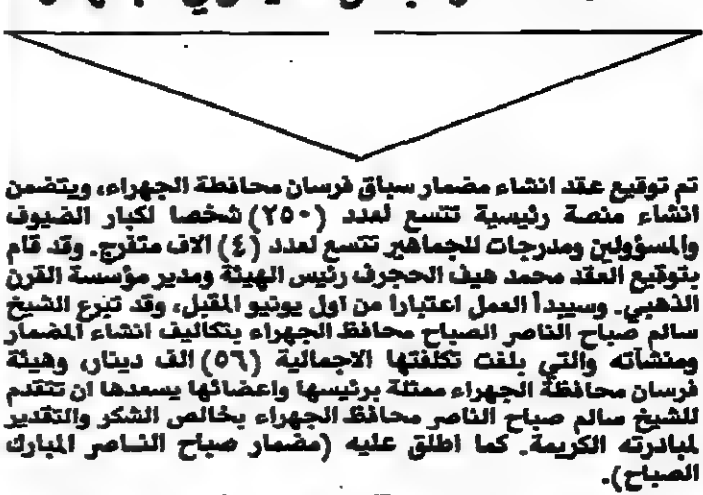 تم توقيع عقد انشاء مضمار سباق فرسان محافظة الجهراء، ويتضمن
انشاء منصة رئيسية تتسع لعدد (٢٥٠) شخصا لكبار الضيوف
والمسؤولين ومدرجات للجماهير تتسع لعدد (٤) الاف متفرج. وقد قام
بتوقيع العقد محمد هيف الحجرف رئيس الهيئة ومدير مؤسسة القرن
الذهبي. وسيبدأ العمل اعتبارا من اول يونيو المقبل، وقد تبرع الشيخ
سالم صباح الناصر الصباح محافظ الجهراء بتكاليف انشاء المضمار
ومنشآته والتي بلغت تكلفتها الاجمالية (٥٦) الف دينار، وهيئة
فرسان محافظة الجهراء ممثلة برئيسها واعضائها يسعدها ان تتقدم
للشيخ سالم صباح الناصر محافظ الجهراء بخالص الشكر والتقدير
لمبادرته الكريمة. كما اطلق عليه (مضمار صباح الناصر المبارك
الصباح).